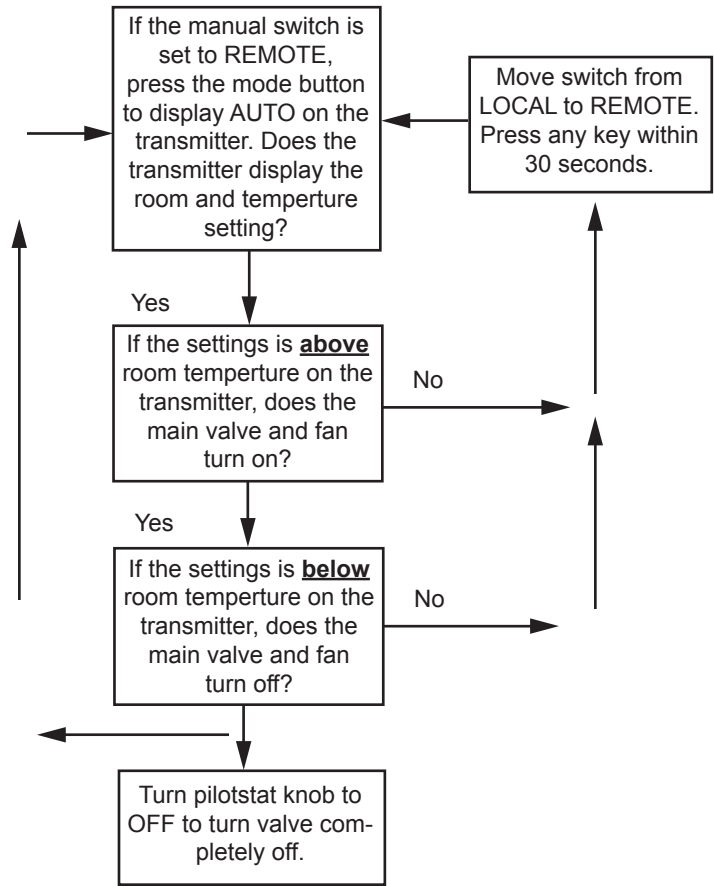 If the manual switch is
set to REMOTE,
press the mode button
to display AUTO on the
transmitter. Does the
transmitter display the
room and temperture
setting?
Move switch from
LOCAL to REMOTE.
Press any key within
30 seconds.
Yes
If the settings is above
room temperture on the
transmitter, does the
main valve and fan
turn on?
No
Yes
If the settings is below
room temperture on the
transmitter, does the
main valve and fan
turn off?
No
Turn pilotstat knob to
OFF to turn valve com-
pletely off.